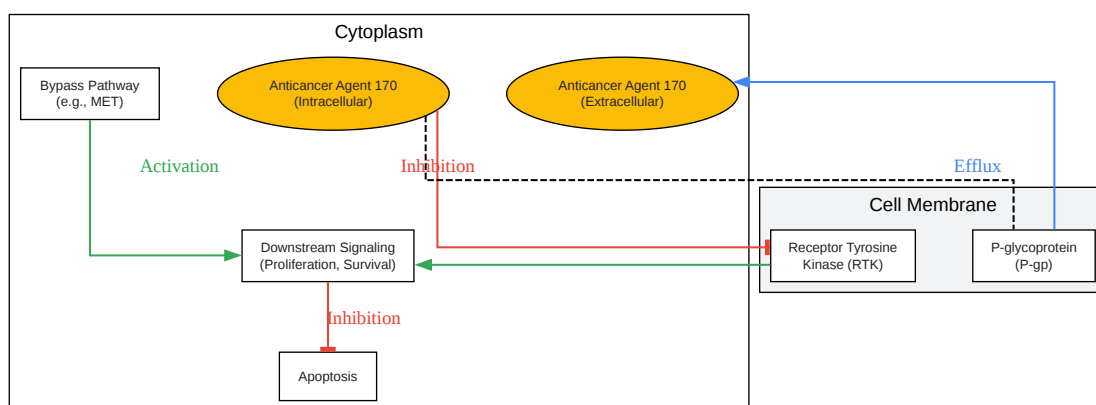 Cytoplasm
Bypass Pathway
(e.g., MET)
Anticancer Agent 170
(Intracellular)
Anticancer Agent 170
(Extracellular)
Activation
Inhibition
Efflux
Cell Membrane
Downstream Signaling
(Proliferation, Survival)
Receptor Tyrosine
Kinase (RTK)
P-glycoprotein
(P-gp)
Inhibition
Apoptosis